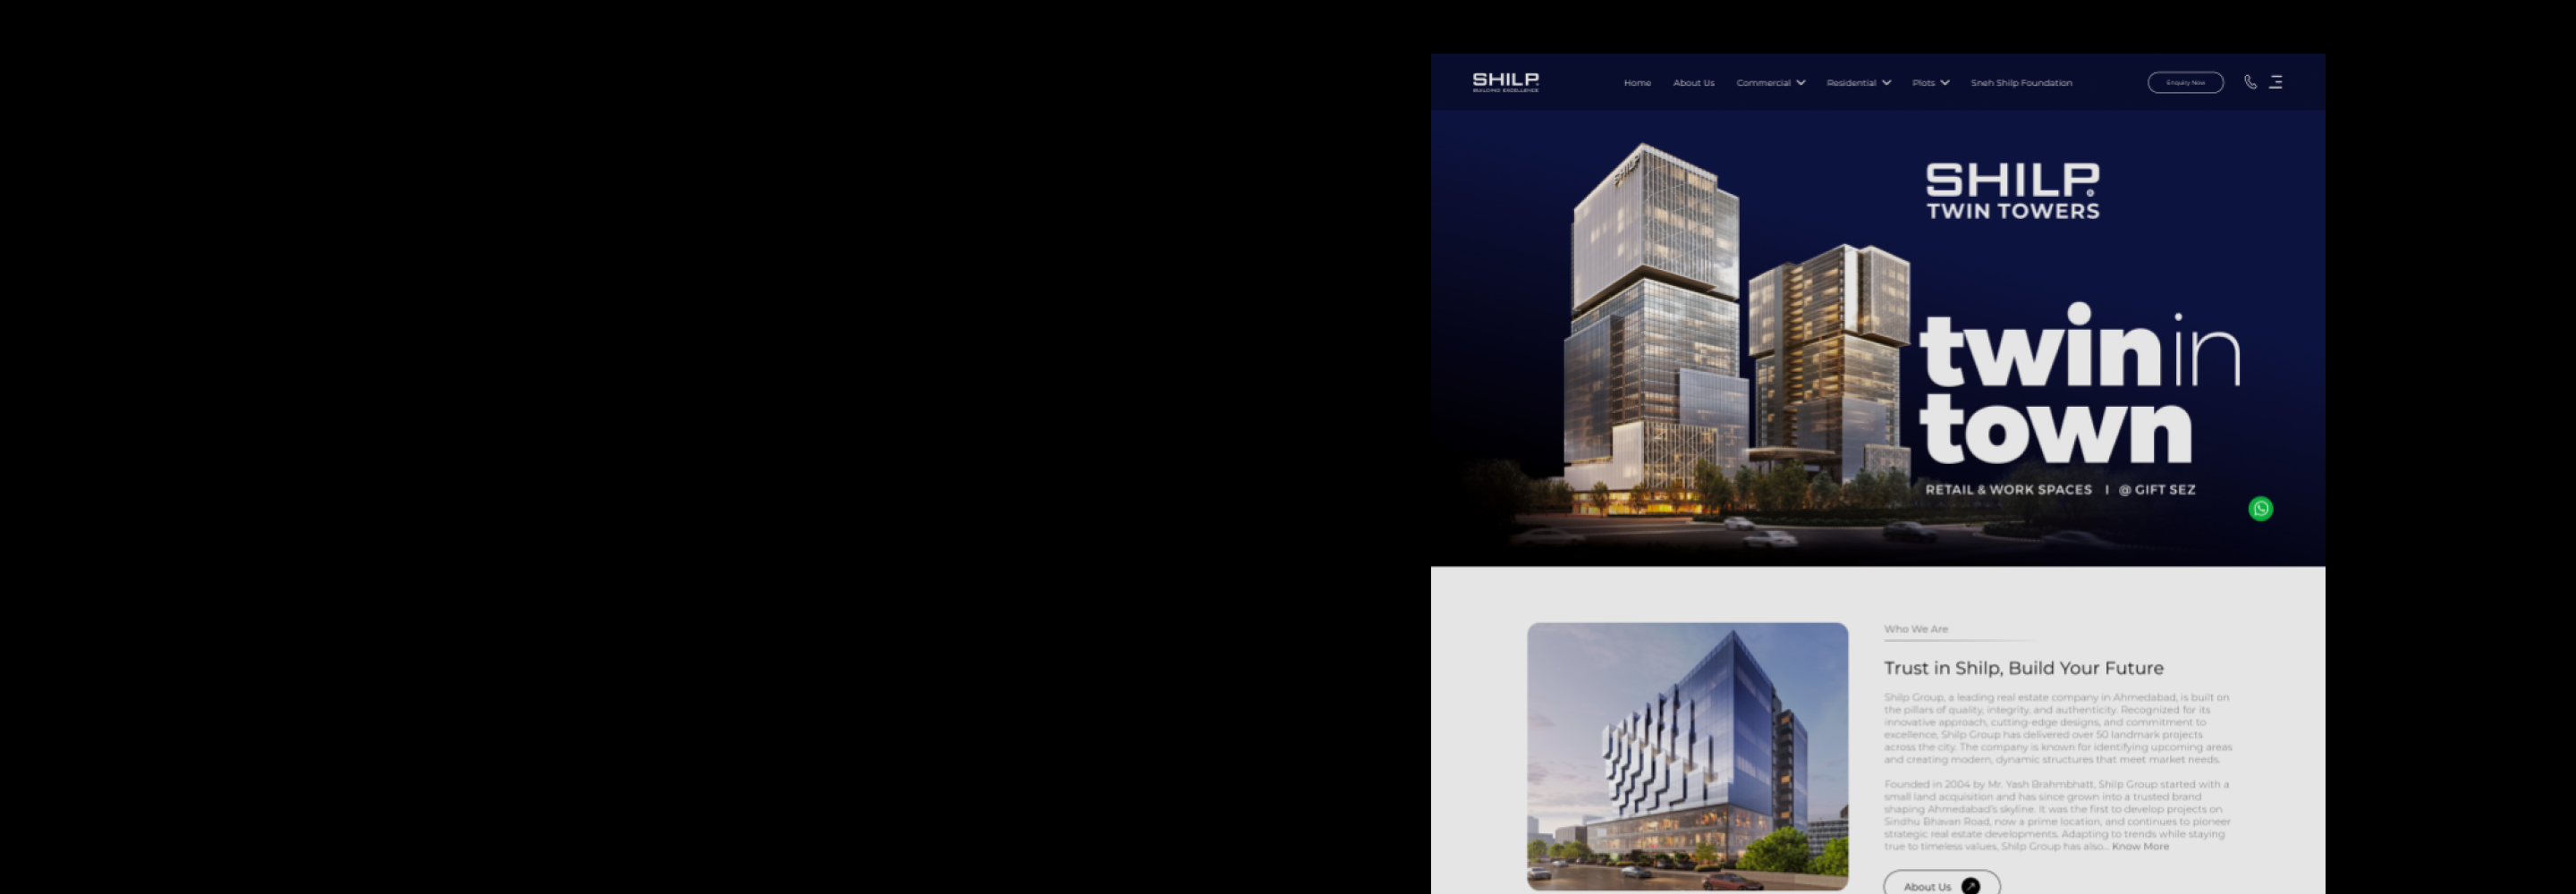 SHILP
BUILDING EXCELLENCE
Home
About Us
Commercial
Residential
Plots
Sneh Shilp Foundation
Enquiry Now
SHILP
SHILP
TWIN TOWERS
twin in
town
RETAIL & WORK SPACES | @ GIFT SEZ
Who We Are
Trust in Shilp, Build Your Future
Shilp Group, a leading real estate company in Ahmedabad, is built on
the pillars of quality, integrity, and authenticity. Recognized for its
innovative approach, cutting-edge designs, and commitment to
excellence, Shilp Group has delivered over 50 landmark projects
across the city. The company is known for identifying upcoming areas
and creating modern, dynamic structures that meet market needs.
Founded in 2004 by Mr. Yash Brahmbhatt, Shilp Group started with a
small land acquisition and has since grown into a trusted brand
shaping Ahmedabad's skyline. It was the first to develop projects on
Sindhu Bhavan Road, now a prime location, and continues to pioneer
strategic real estate developments. Adapting to trends while staying
true to timeless values, Shilp Group has also... Know More
About Us